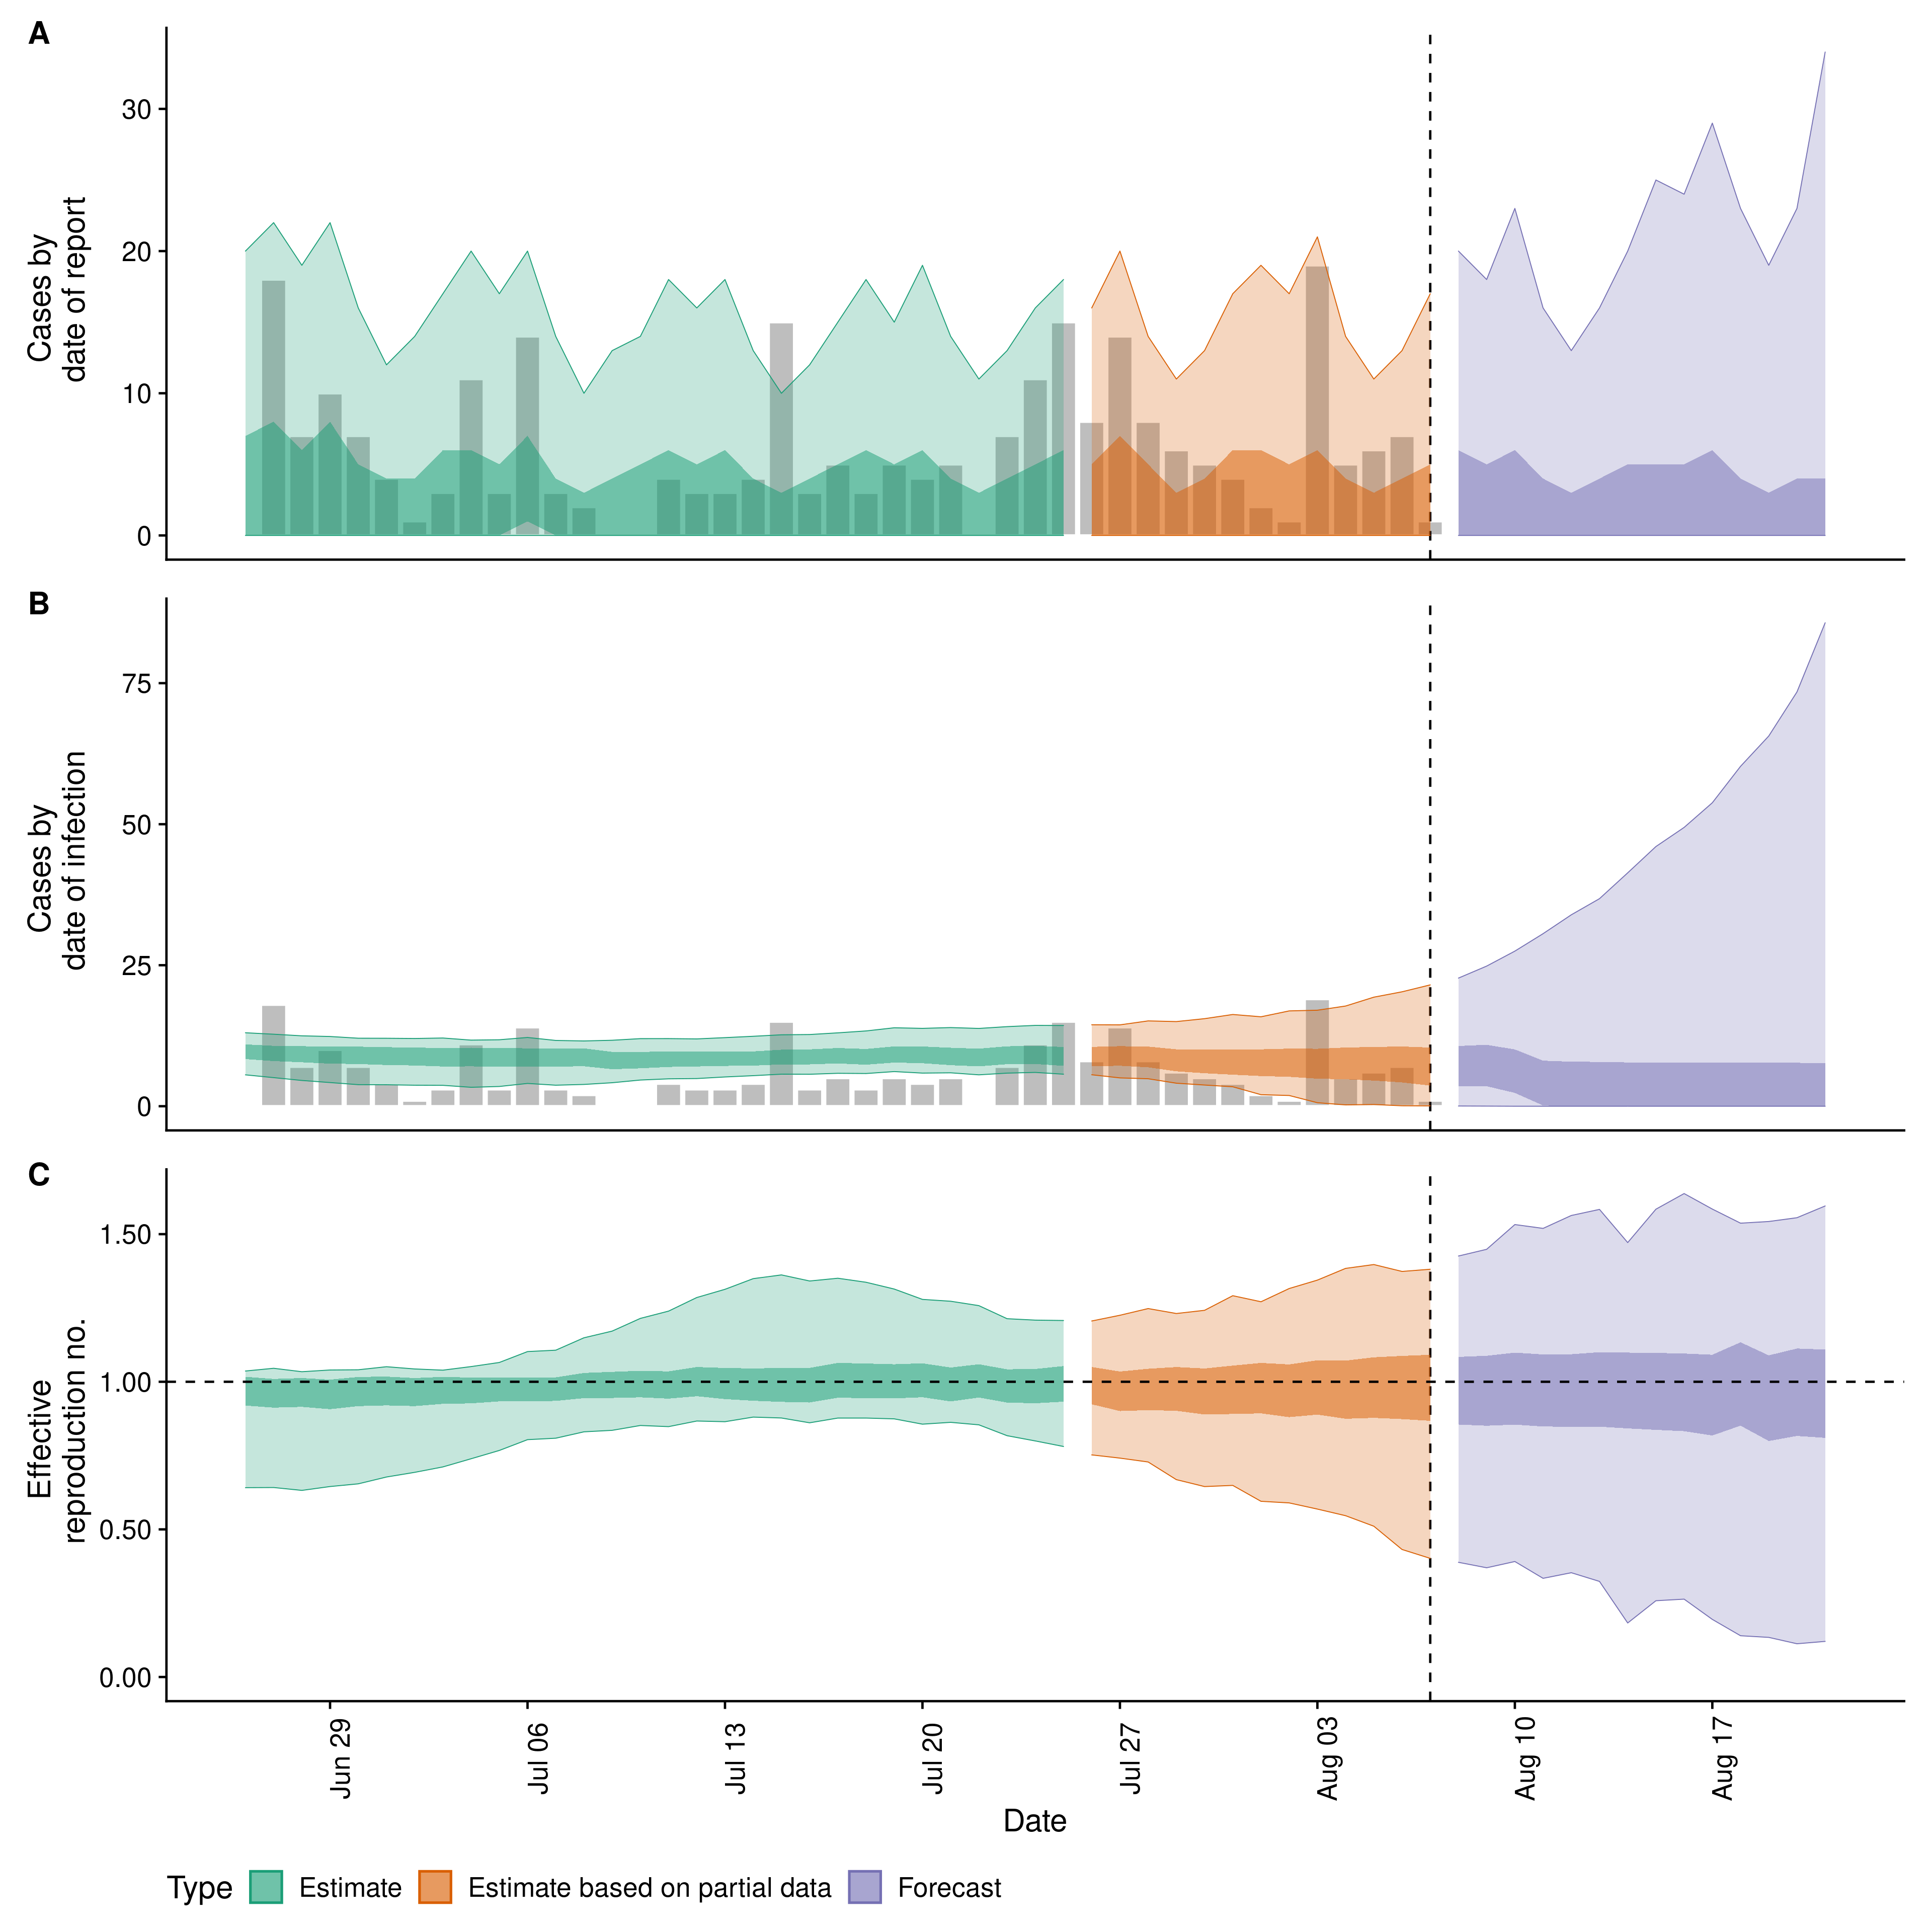 A
30
20
10
0
Cases by
date of report
B
75
50
25
0
Cases by
date of infection
C
1.50
1.00
0.50
0.00
Effective
reproduction no.
Jun 29
Jul 06
Jul 13
Jul 20
Jul 27
Aug 03
Aug 10
Aug 17
Date
Type Estimate Estimate based on partial data Forecast